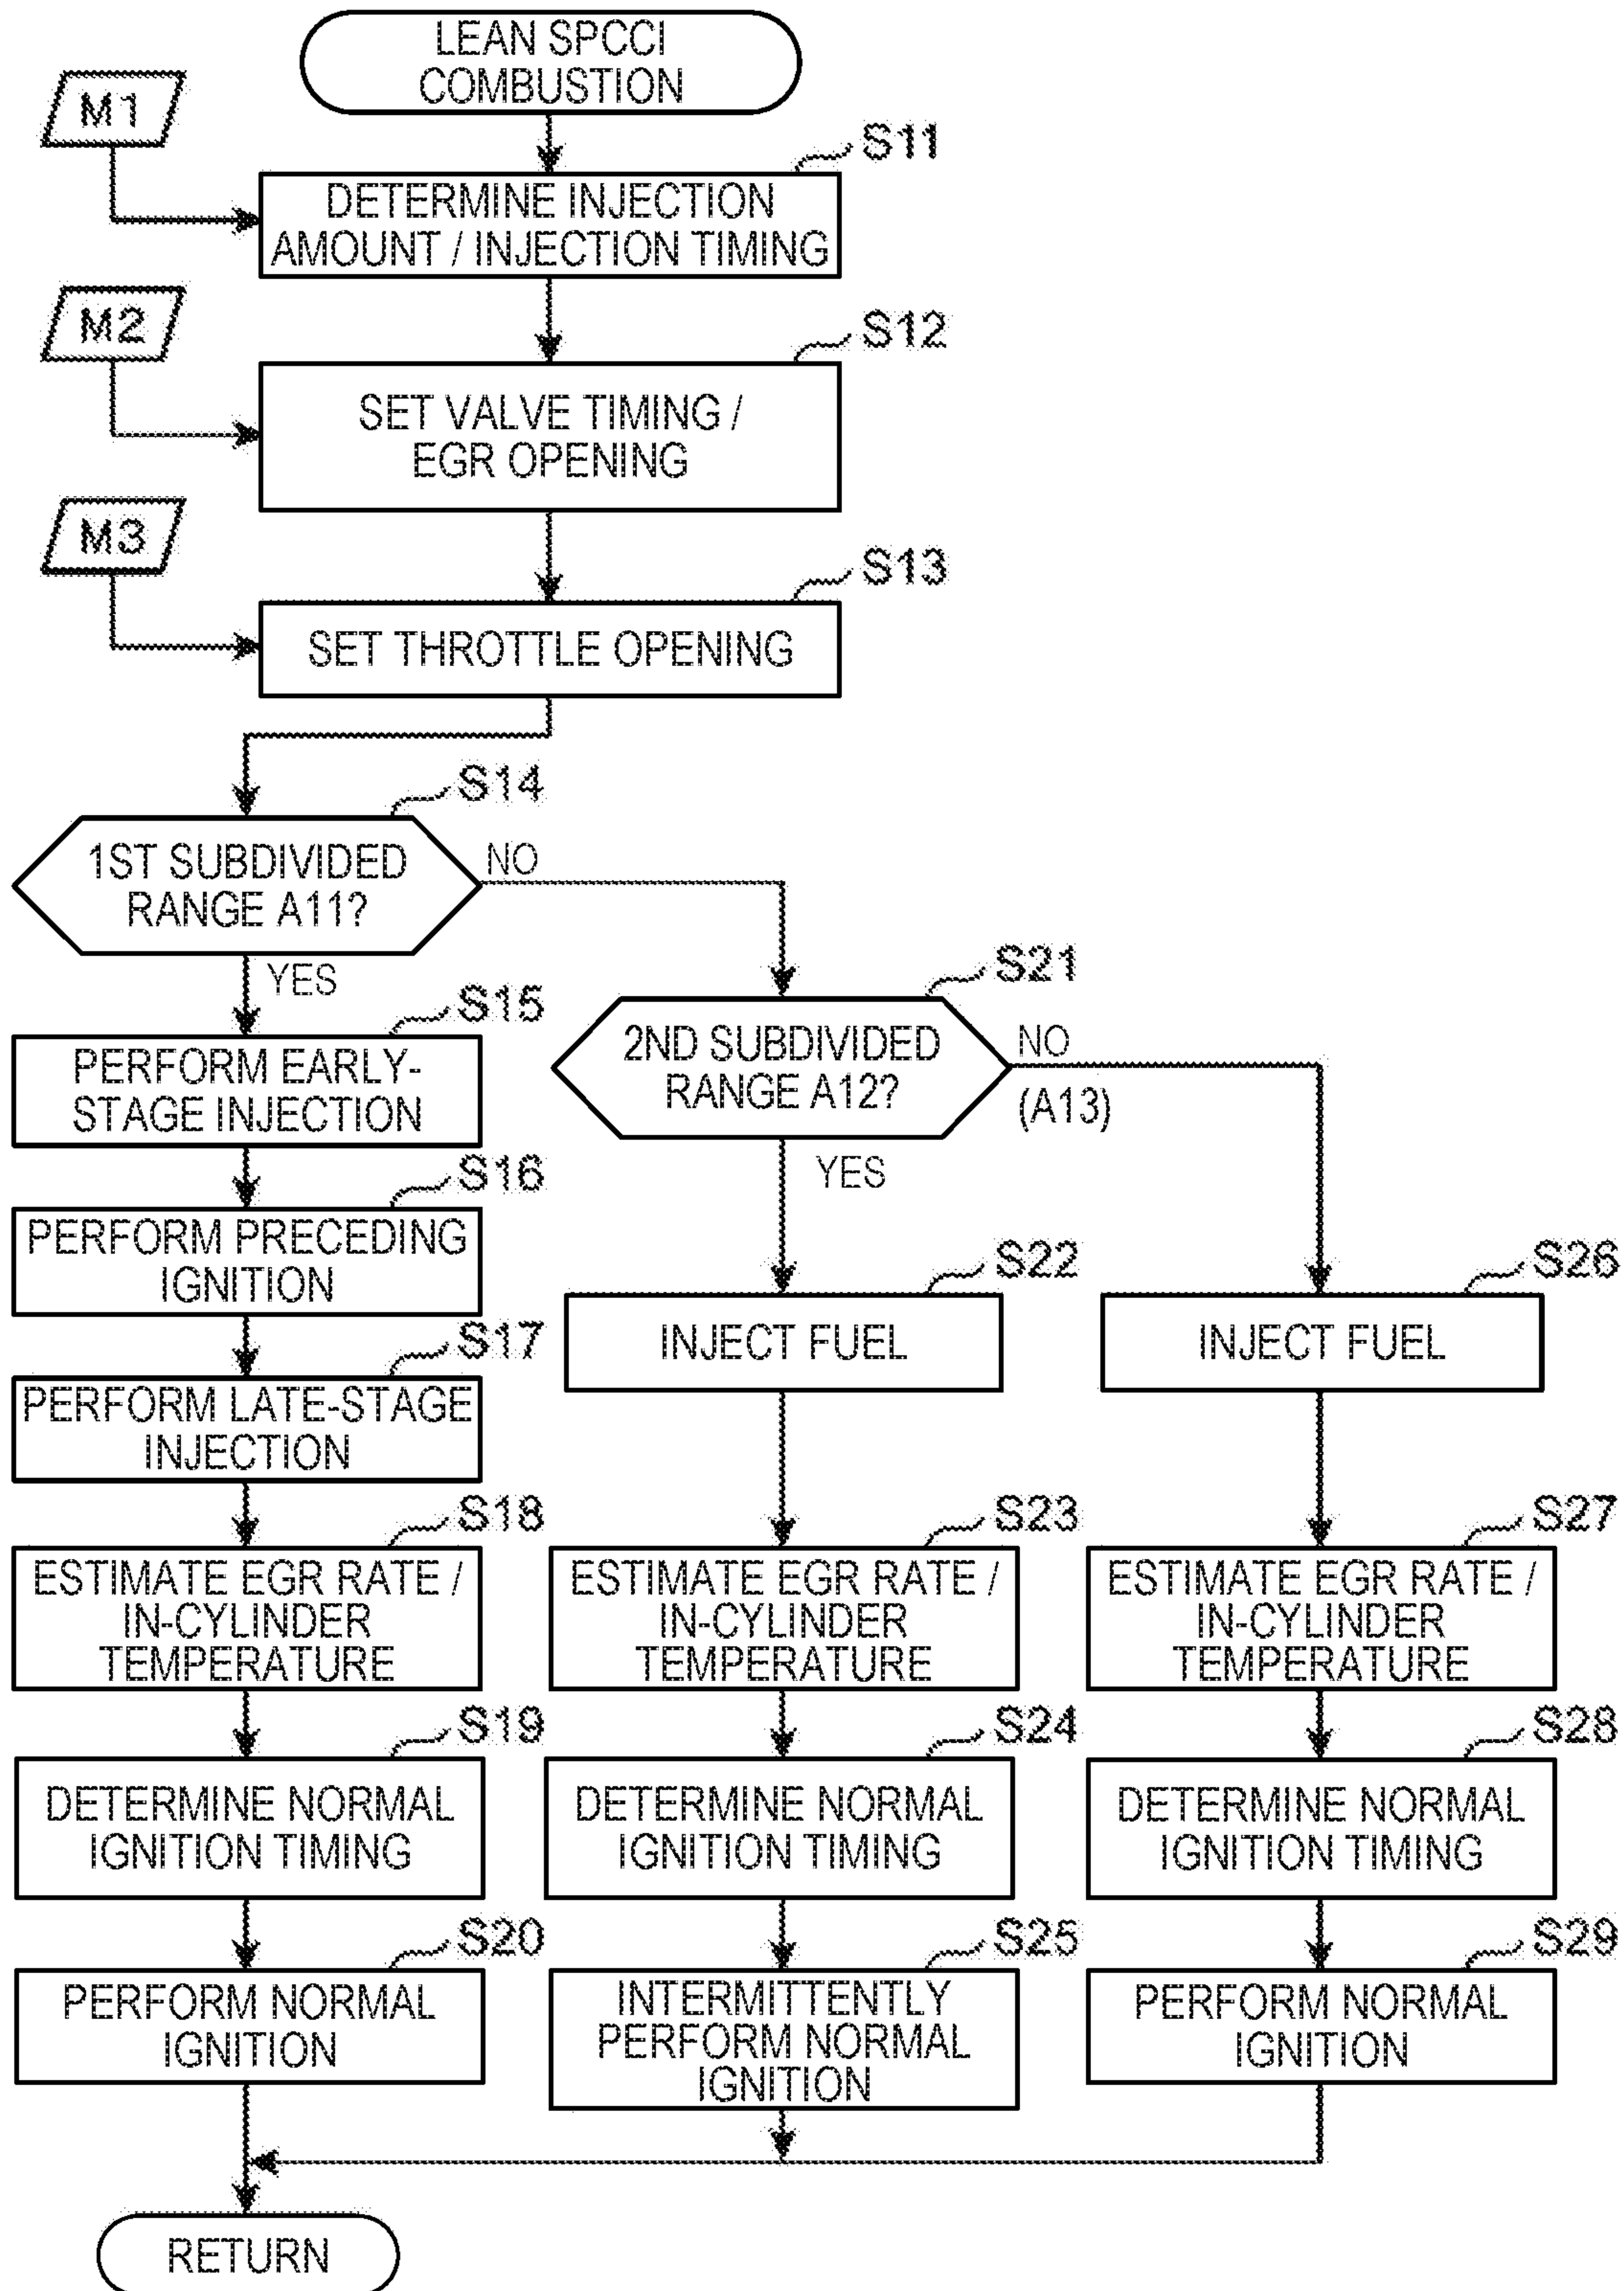 LEAN SPCCI
COMBUSTION
M1
S11
DETERMINE INJECTION
AMOUNT / INJECTION TIMING
M2
S12
SET VALVE TIMING /
EGR OPENING
M3
S13
SET THROTTLE OPENING
S14
1ST SUBDIVIDED
RANGE A11?
NO
YES
S21
2ND SUBDIVIDED
RANGE A12?
NO
(A13)
YES
S15
PERFORM EARLY-
STAGE INJECTION
S16
PERFORM PRECEDING
IGNITION
S17
PERFORM LATE-STAGE
INJECTION
S18
ESTIMATE EGR RATE /
IN-CYLINDER
TEMPERATURE
S19
DETERMINE NORMAL
IGNITION TIMING
S20
PERFORM NORMAL
IGNITION
S22
INJECT FUEL
S23
ESTIMATE EGR RATE /
IN-CYLINDER
TEMPERATURE
S24
DETERMINE NORMAL
IGNITION TIMING
S25
INTERMITTENTLY
PERFORM NORMAL
IGNITION
S26
INJECT FUEL
S27
ESTIMATE EGR RATE /
IN-CYLINDER
TEMPERATURE
S28
DETERMINE NORMAL
IGNITION TIMING
S29
PERFORM NORMAL
IGNITION
RETURN